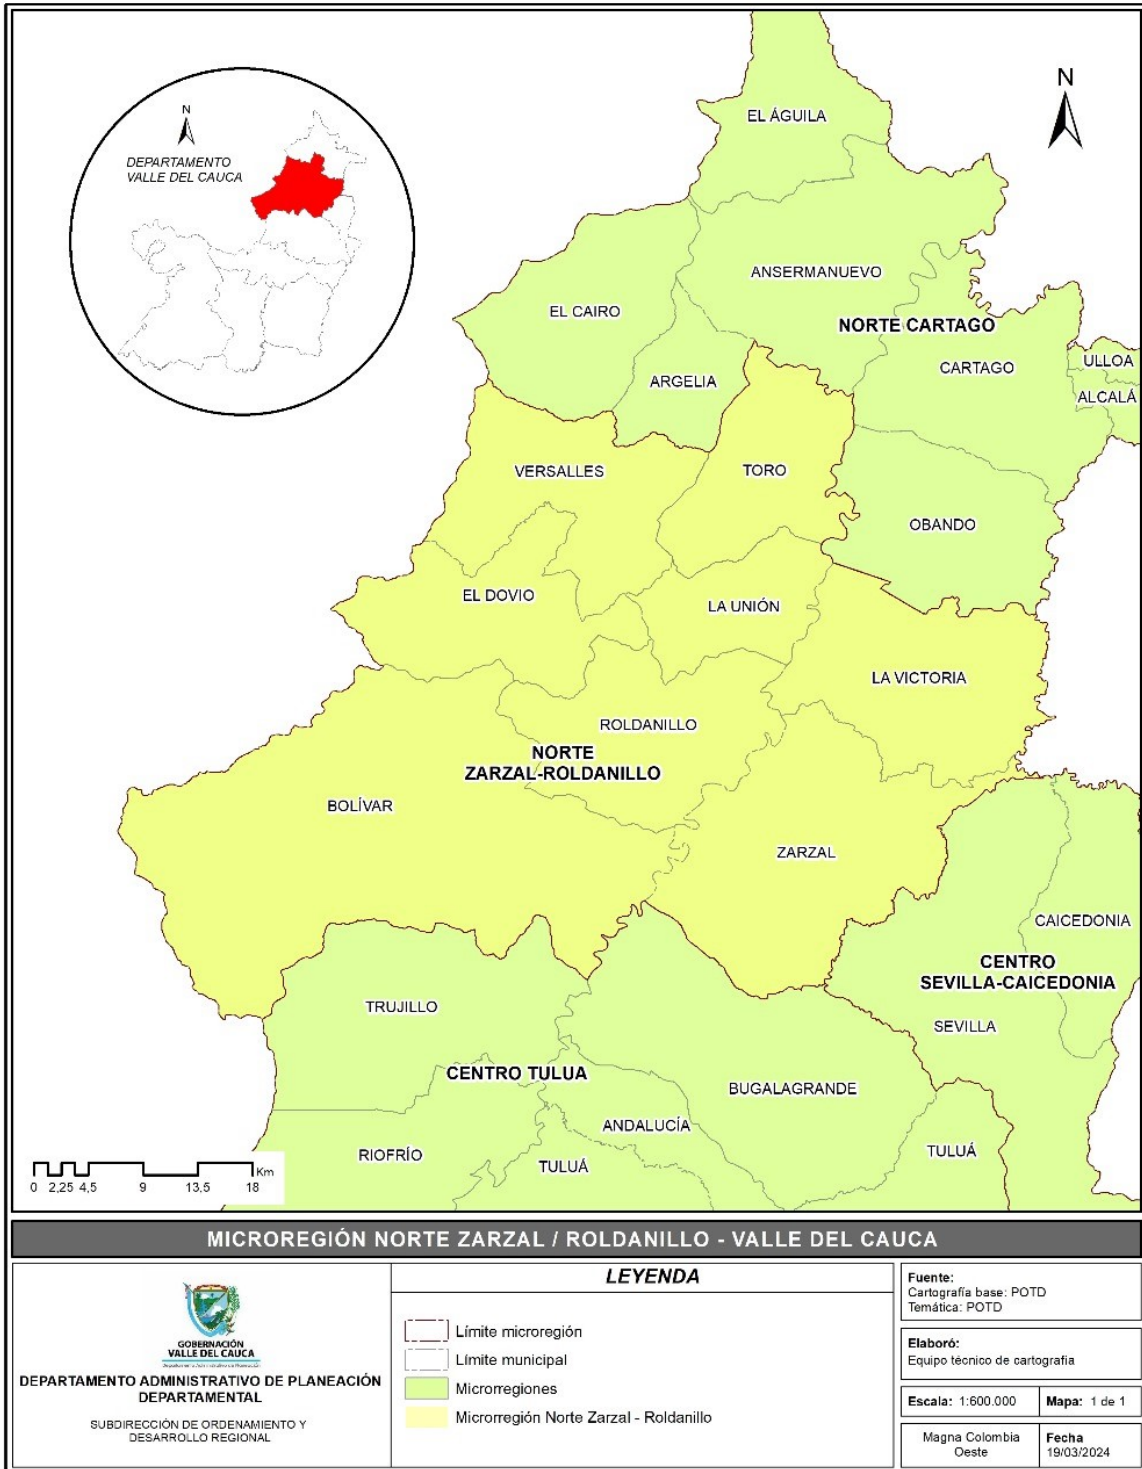 N
DEPARTAMENTO
VALLE DEL CAUCA
N
EL ÁGUILA
ANSERMANUEVO
EL CAIRO
NORTE CARTAGO
ULLOA
CARTAGO
ARGELIA
ALCALÁ
VERSALLES
TORO
OBANDO
EL DOVIO
LA UNIÓN
LA VICTORIA
ROLDANILLO
NORTE
ZARZAL-ROLDANILLO
BOLÍVAR
ZARZAL
CAICEDONIA
CENTRO
SEVILLA-CAICEDONIA
TRUJILLO
SEVILLA
CENTRO TULUA
BUGALAGRANDE
ANDALUCÍA
RIOFRÍO
TULUÁ
TULUÁ
Km
0 2,25 4,5 9 13,5 18
MICROREGIÓN NORTE ZARZAL / ROLDANILLO - VALLE DEL CAUCA
GOBERNACIÓN
VALLE DEL CAUCA
Departamento Administrativo de Planeación
DEPARTAMENTO ADMINISTRATIVO DE PLANEACIÓN
DEPARTAMENTAL
SUBDIRECCIÓN DE ORDENAMIENTO Y
DESARROLLO REGIONAL
LEYENDA
Límite microregión
Límite municipal
Microrregiones
Microrregión Norte Zarzal - Roldanillo
Fuente:
Cartografía base: POTD
Temática: POTD
Elaboró:
Equipo técnico de cartografía
Escala: 1:600.000
Mapa: 1 de 1
Magna Colombia
Oeste
Fecha
19/03/2024